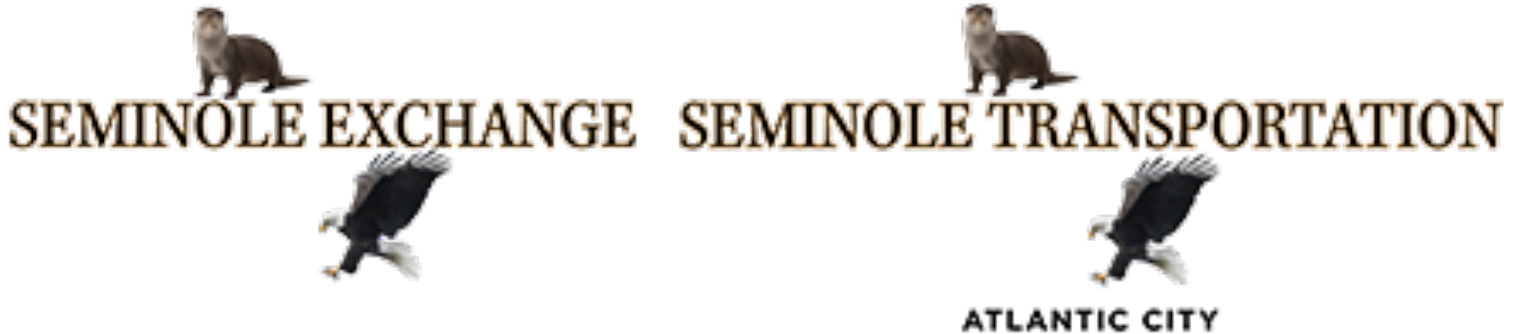 SEMINOLE EXCHANGE
SEMINOLE TRANSPORTATION
ATLANTIC CITY